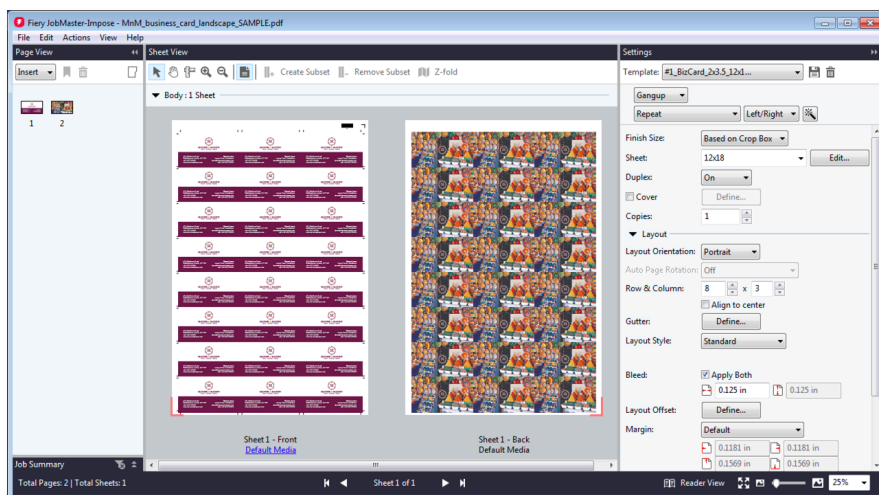 Fiery JobMaster-Impose - MnM_business_card_landscape_SAMPLE.pdf
File Edit Actions View Help
Page View
Sheet View
Settings
Insert
Create Subset
Remove Subset
Z-fold
Template: #1_BizCard_2x3.5_12x1...
Body : 1 Sheet
Gangup
Repeat Left/Right
1 2
Finish Size: Based on Crop Box
Sheet: 12x18 Edit...
Duplex: On
Cover Define...
Copies: 1
Layout
Layout Orientation: Portrait
Auto Page Rotation: Off
Row & Column: 8 x 3
Align to center
Gutter: Define...
Layout Style: Standard
Bleed: Apply Both
0.125 in 0.125 in
Layout Offset: Define...
Margin: Default
0.1181 in 0.1181 in
0.1569 in 0.1569 in
Sheet 1 - Front
Default Media
Sheet 1 - Back
Default Media
Job Summary
Total Pages: 2 | Total Sheets: 1
Sheet 1 of 1
Reader View
25%